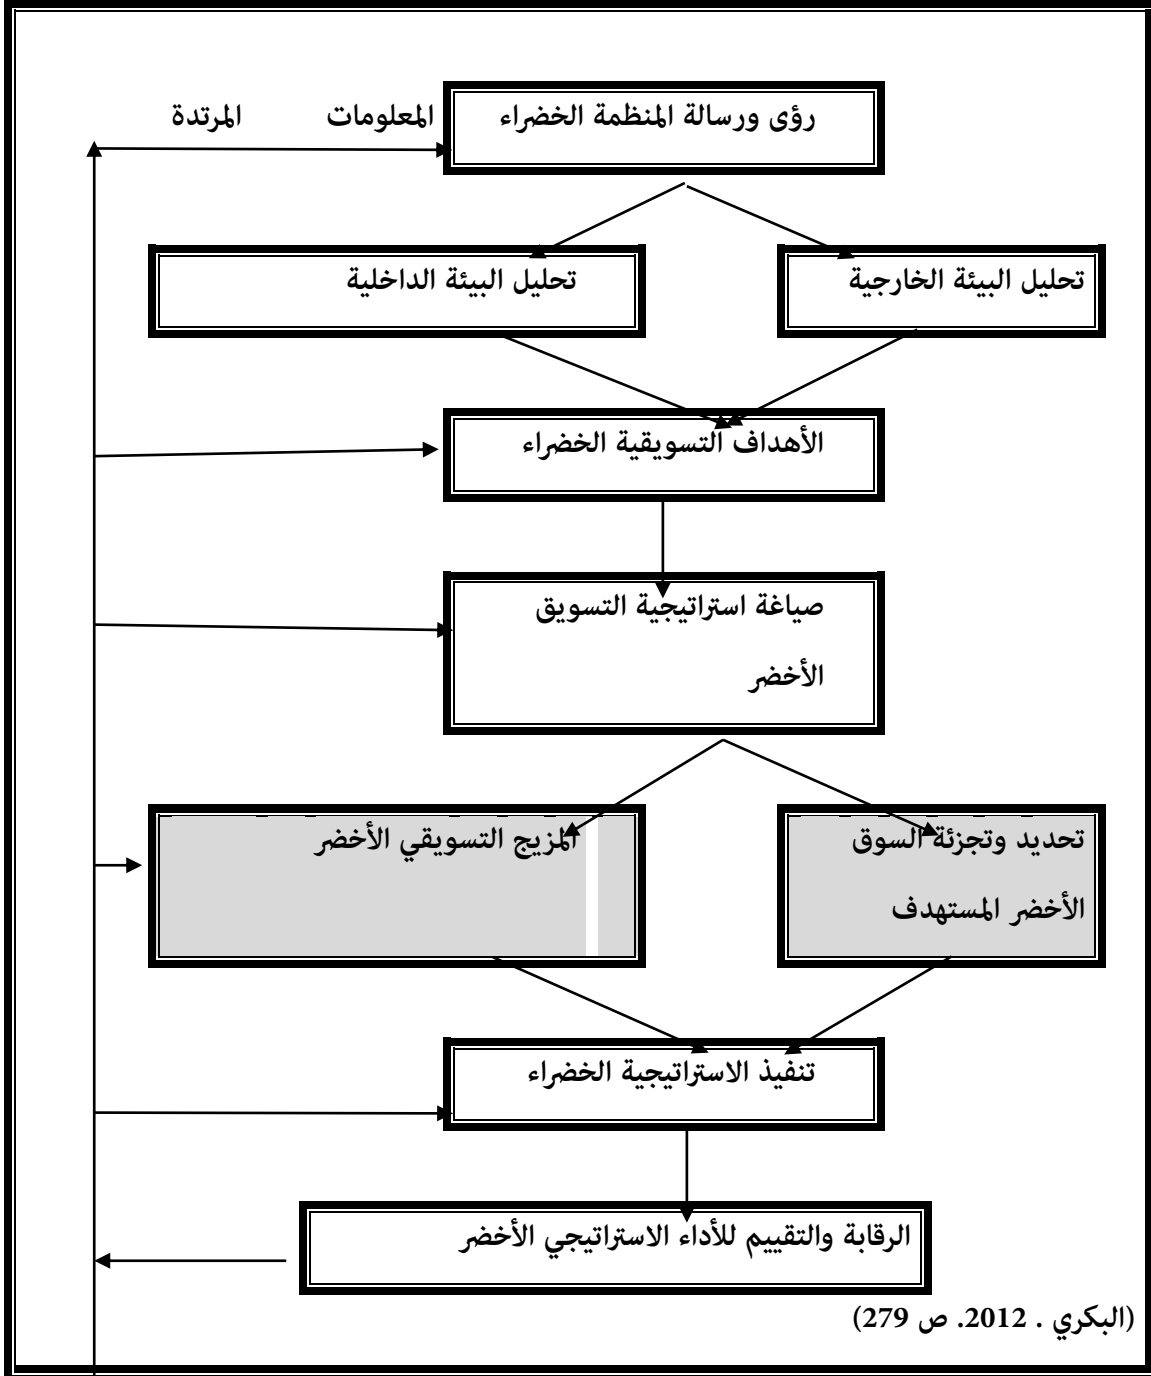 رؤى ورسالة المنظمة الخضراء
المعلومات المرتدة
تحليل البيئة الخارجية
تحليل البيئة الداخلية
الأهداف التسويقية الخضراء
صياغة استراتيجية التسويق
الأخضر
تحديد وتجزئة السوق
الأخضر المستهدف
المزيج التسويقي الأخضر
تنفيذ الاستراتيجية الخضراء
الرقابة والتقييم للأداء الاستراتيجي الأخضر
(البكري . 2012. ص 279)